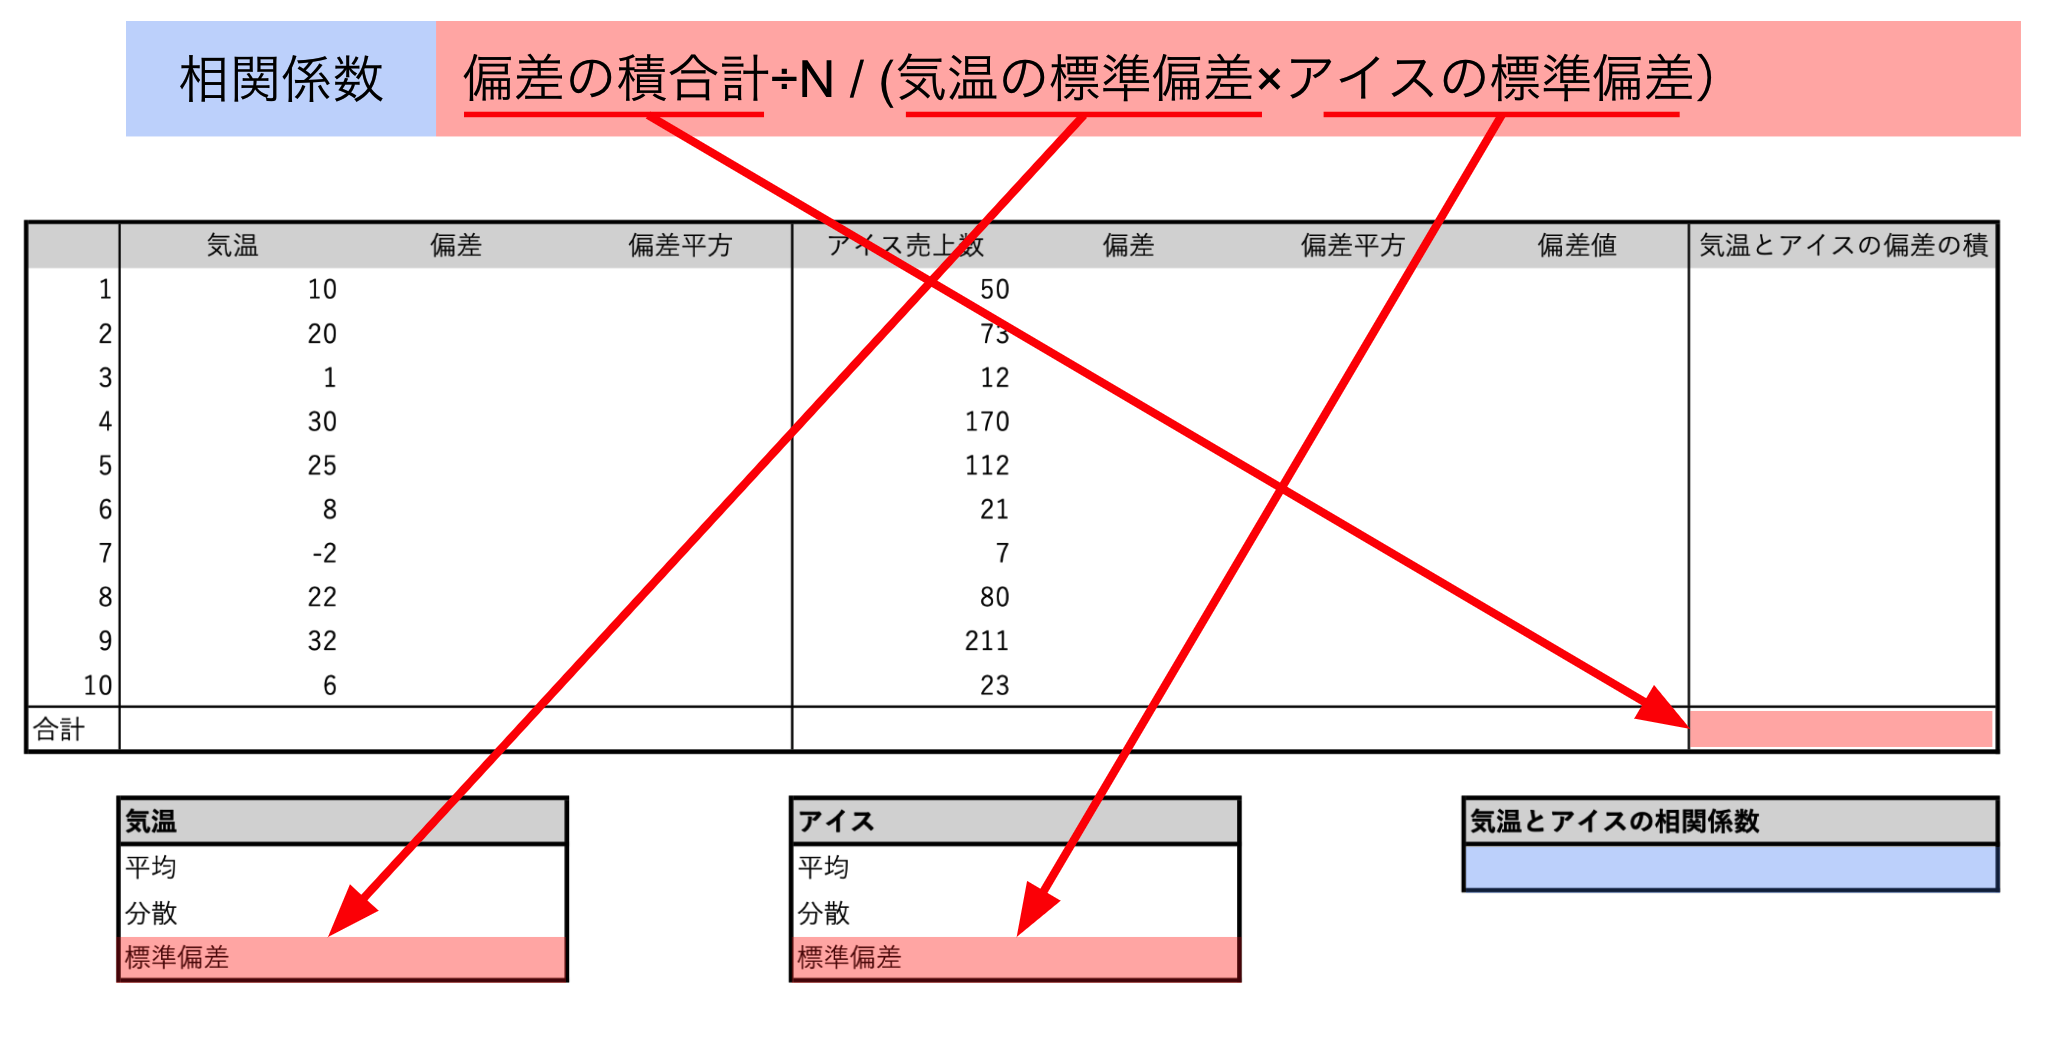 相関係数 偏差の積合計÷N / (気温の標準偏差×アイスの標準偏差）
気温 偏差 偏差平方 アイス売上数 偏差 偏差平方 偏差値 気温とアイスの偏差の積
1 10 50
2 20 73
3 1 12
4 30 170
5 25 112
6 8 21
7 -2 7
8 22 80
9 32 211
10 6 23
合計
気温 アイス 気温とアイスの相関係数
平均 平均
分散 分散
標準偏差 標準偏差